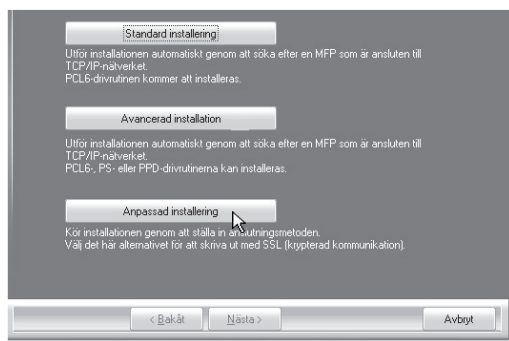 Standard installering
Utför installationen automatiskt genom att söka efter en MFP som är ansluten till
TCP/IP-nätverket.
PCL6-drivrutinen kommer att installeras.
Avancerad installation
Utför installationen automatiskt genom att söka efter en MFP som är ansluten till
TCP/IP-nätverket.
PCL6-, PS- eller PPD-drivrutinerna kan installeras.
Anpassad installering
Kör installationen genom att ställa in anslutningsmetoden.
Välj det här alternativet för att skriva ut med SSL (krypterad kommunikation).
< Bakåt Nästa > Avbryt